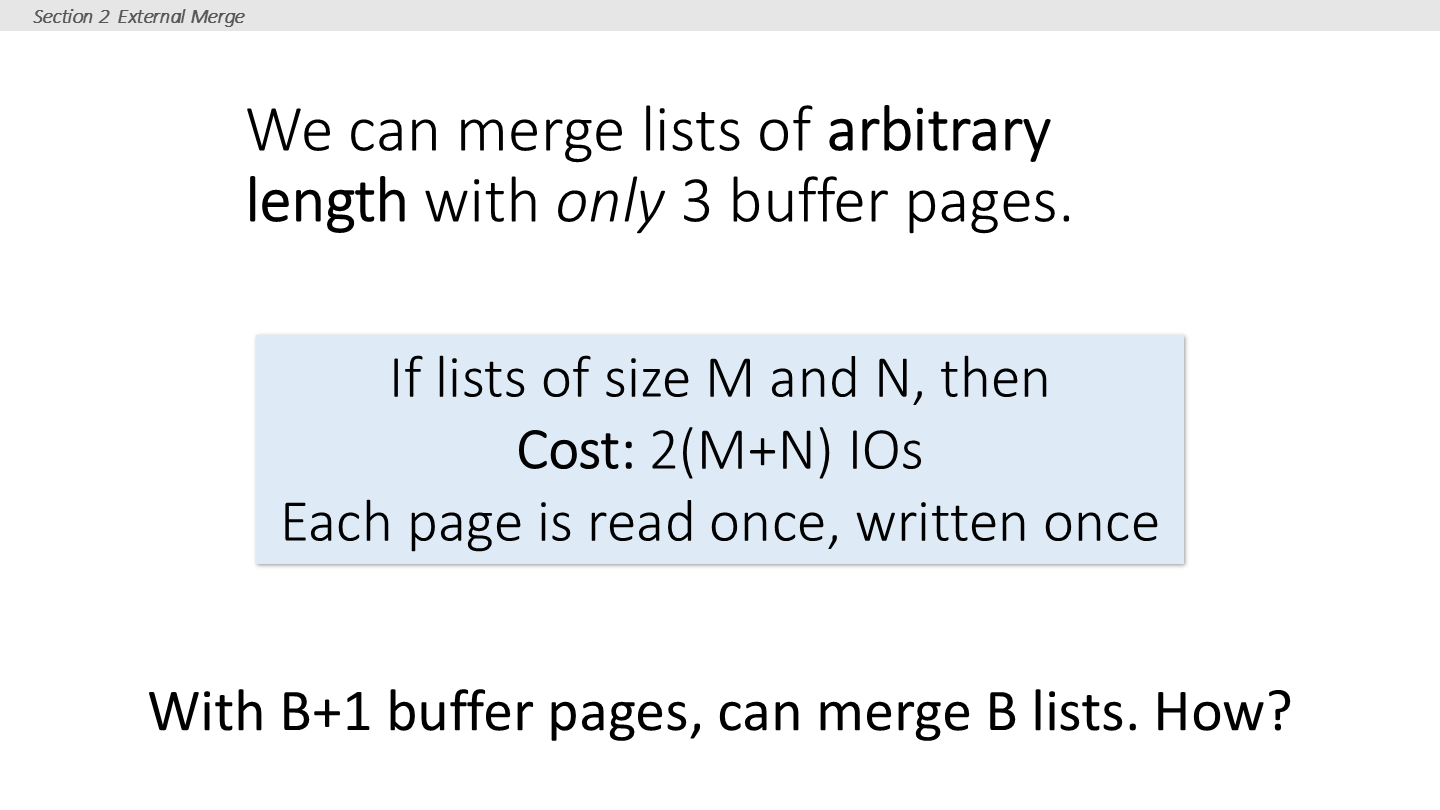 Section 2 External Merge
We can merge lists of arbitrary
length with only 3 buffer pages.
If lists of size M and N, then
Cost: 2(M+N) IOs
Each page is read once, written once
With B+1 buffer pages, can merge B lists. How?